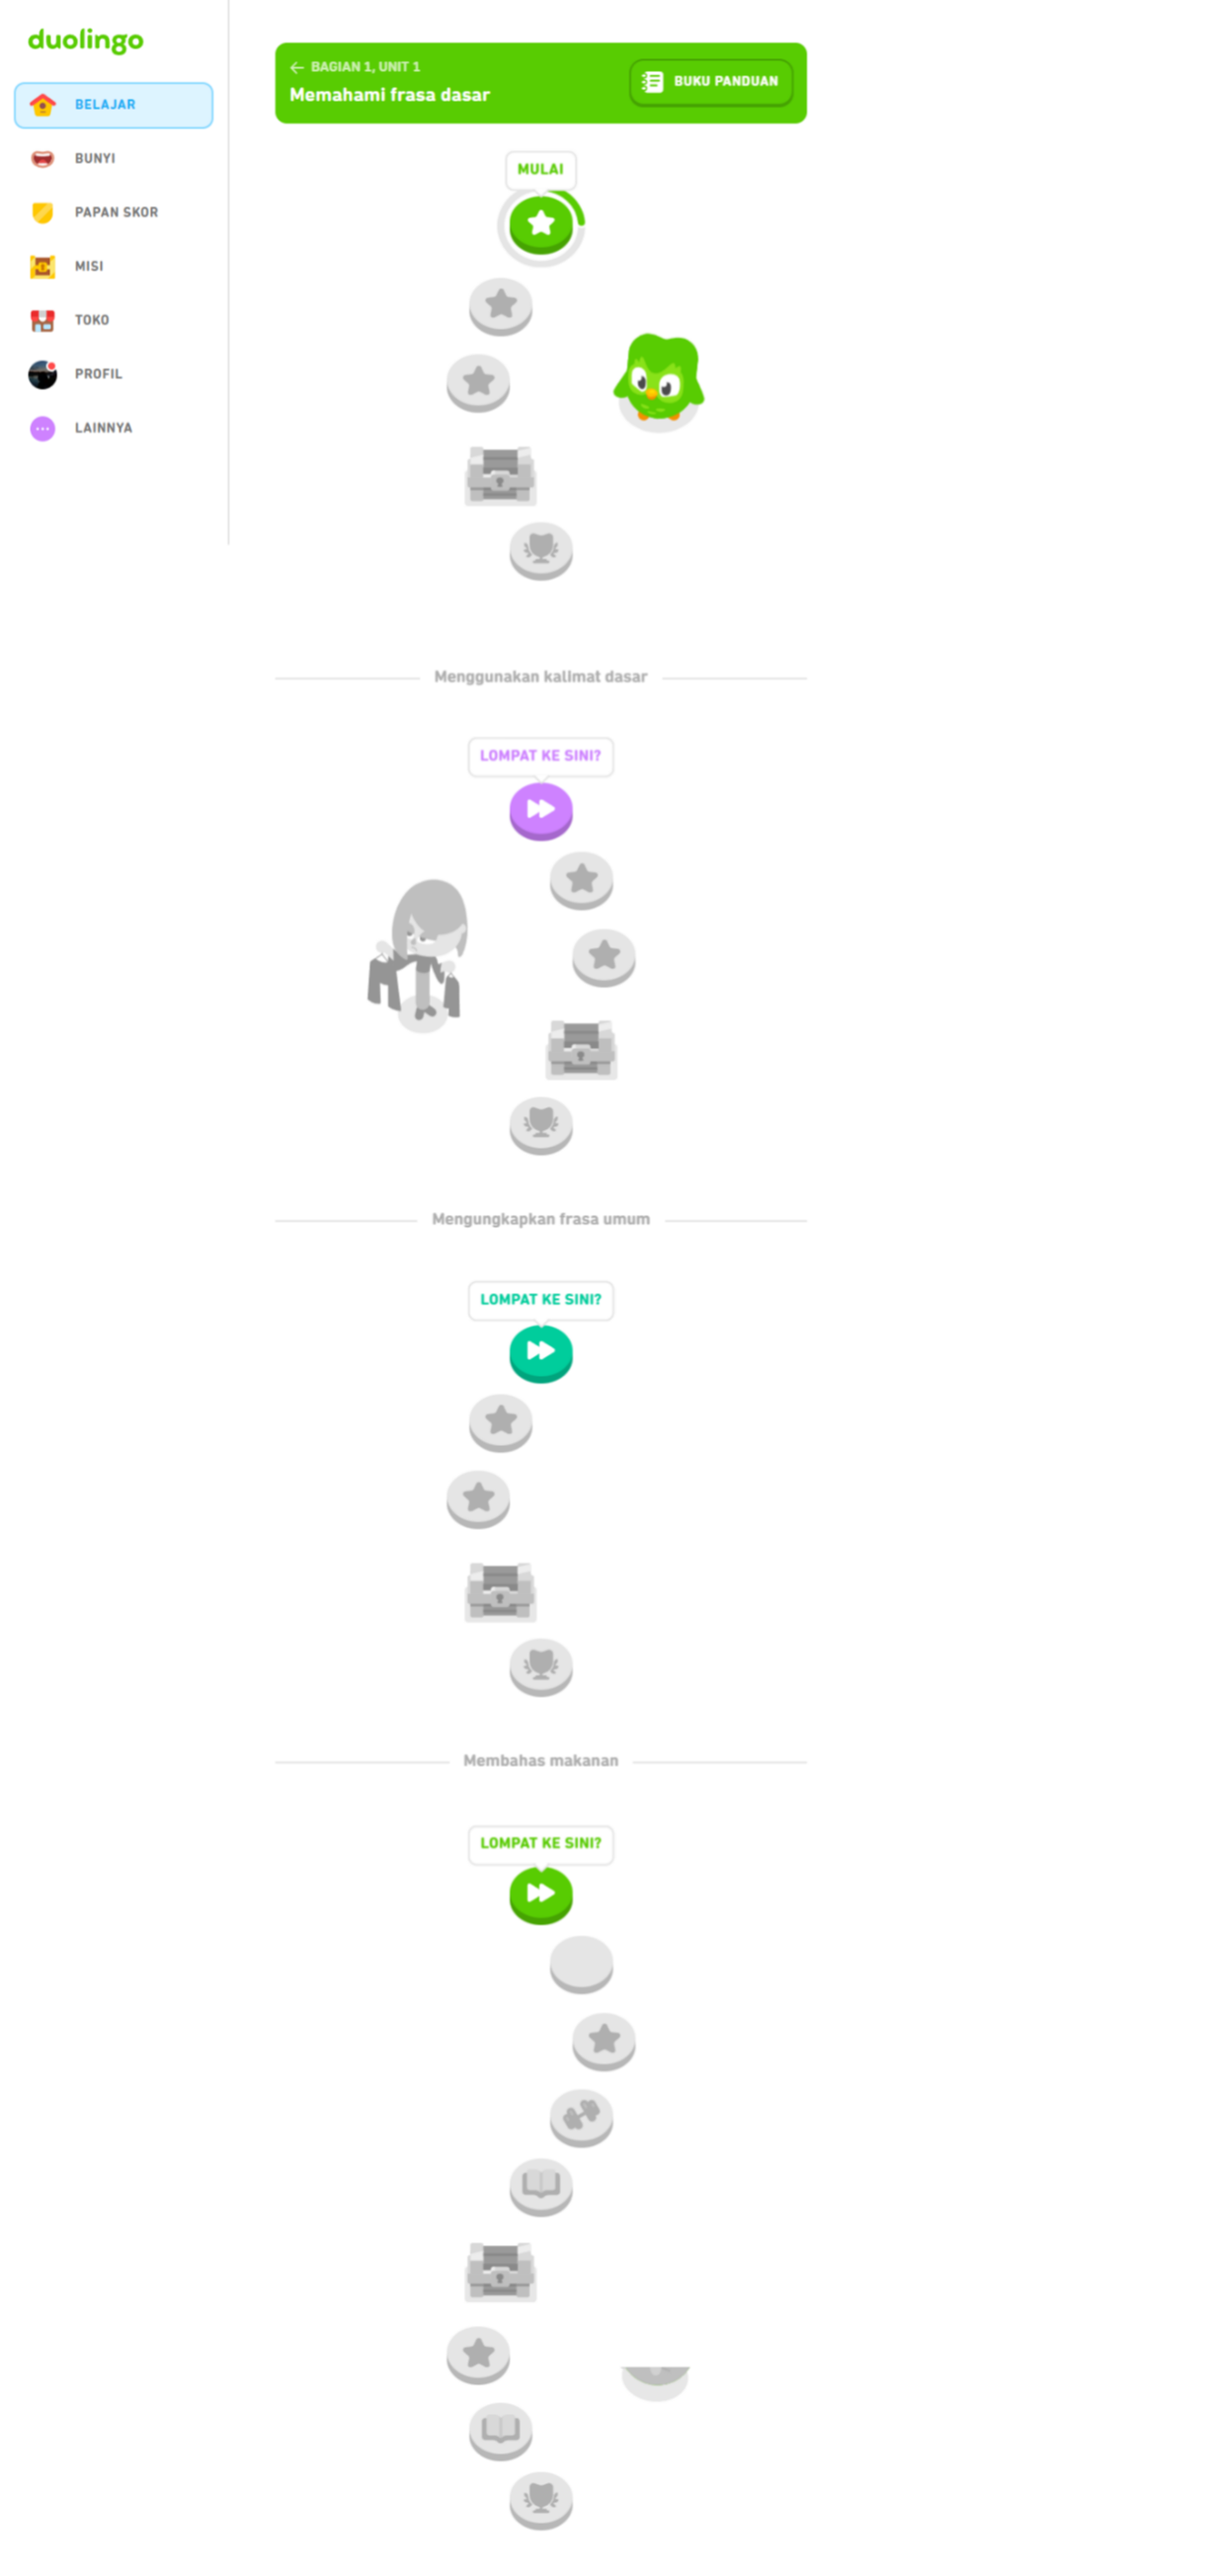 duolingo
BELAJAR
BUNYI
PAPAN SKOR
MISI
TOKO
PROFIL
LAINNYA
← BAGIAN 1, UNIT 1
Memahami frasa dasar
BUKU PANDUAN
MULAI
Menggunakan kalimat dasar
LOMPAT KE SINI?
Mengungkapkan frasa umum
LOMPAT KE SINI?
Membahas makanan
LOMPAT KE SINI?